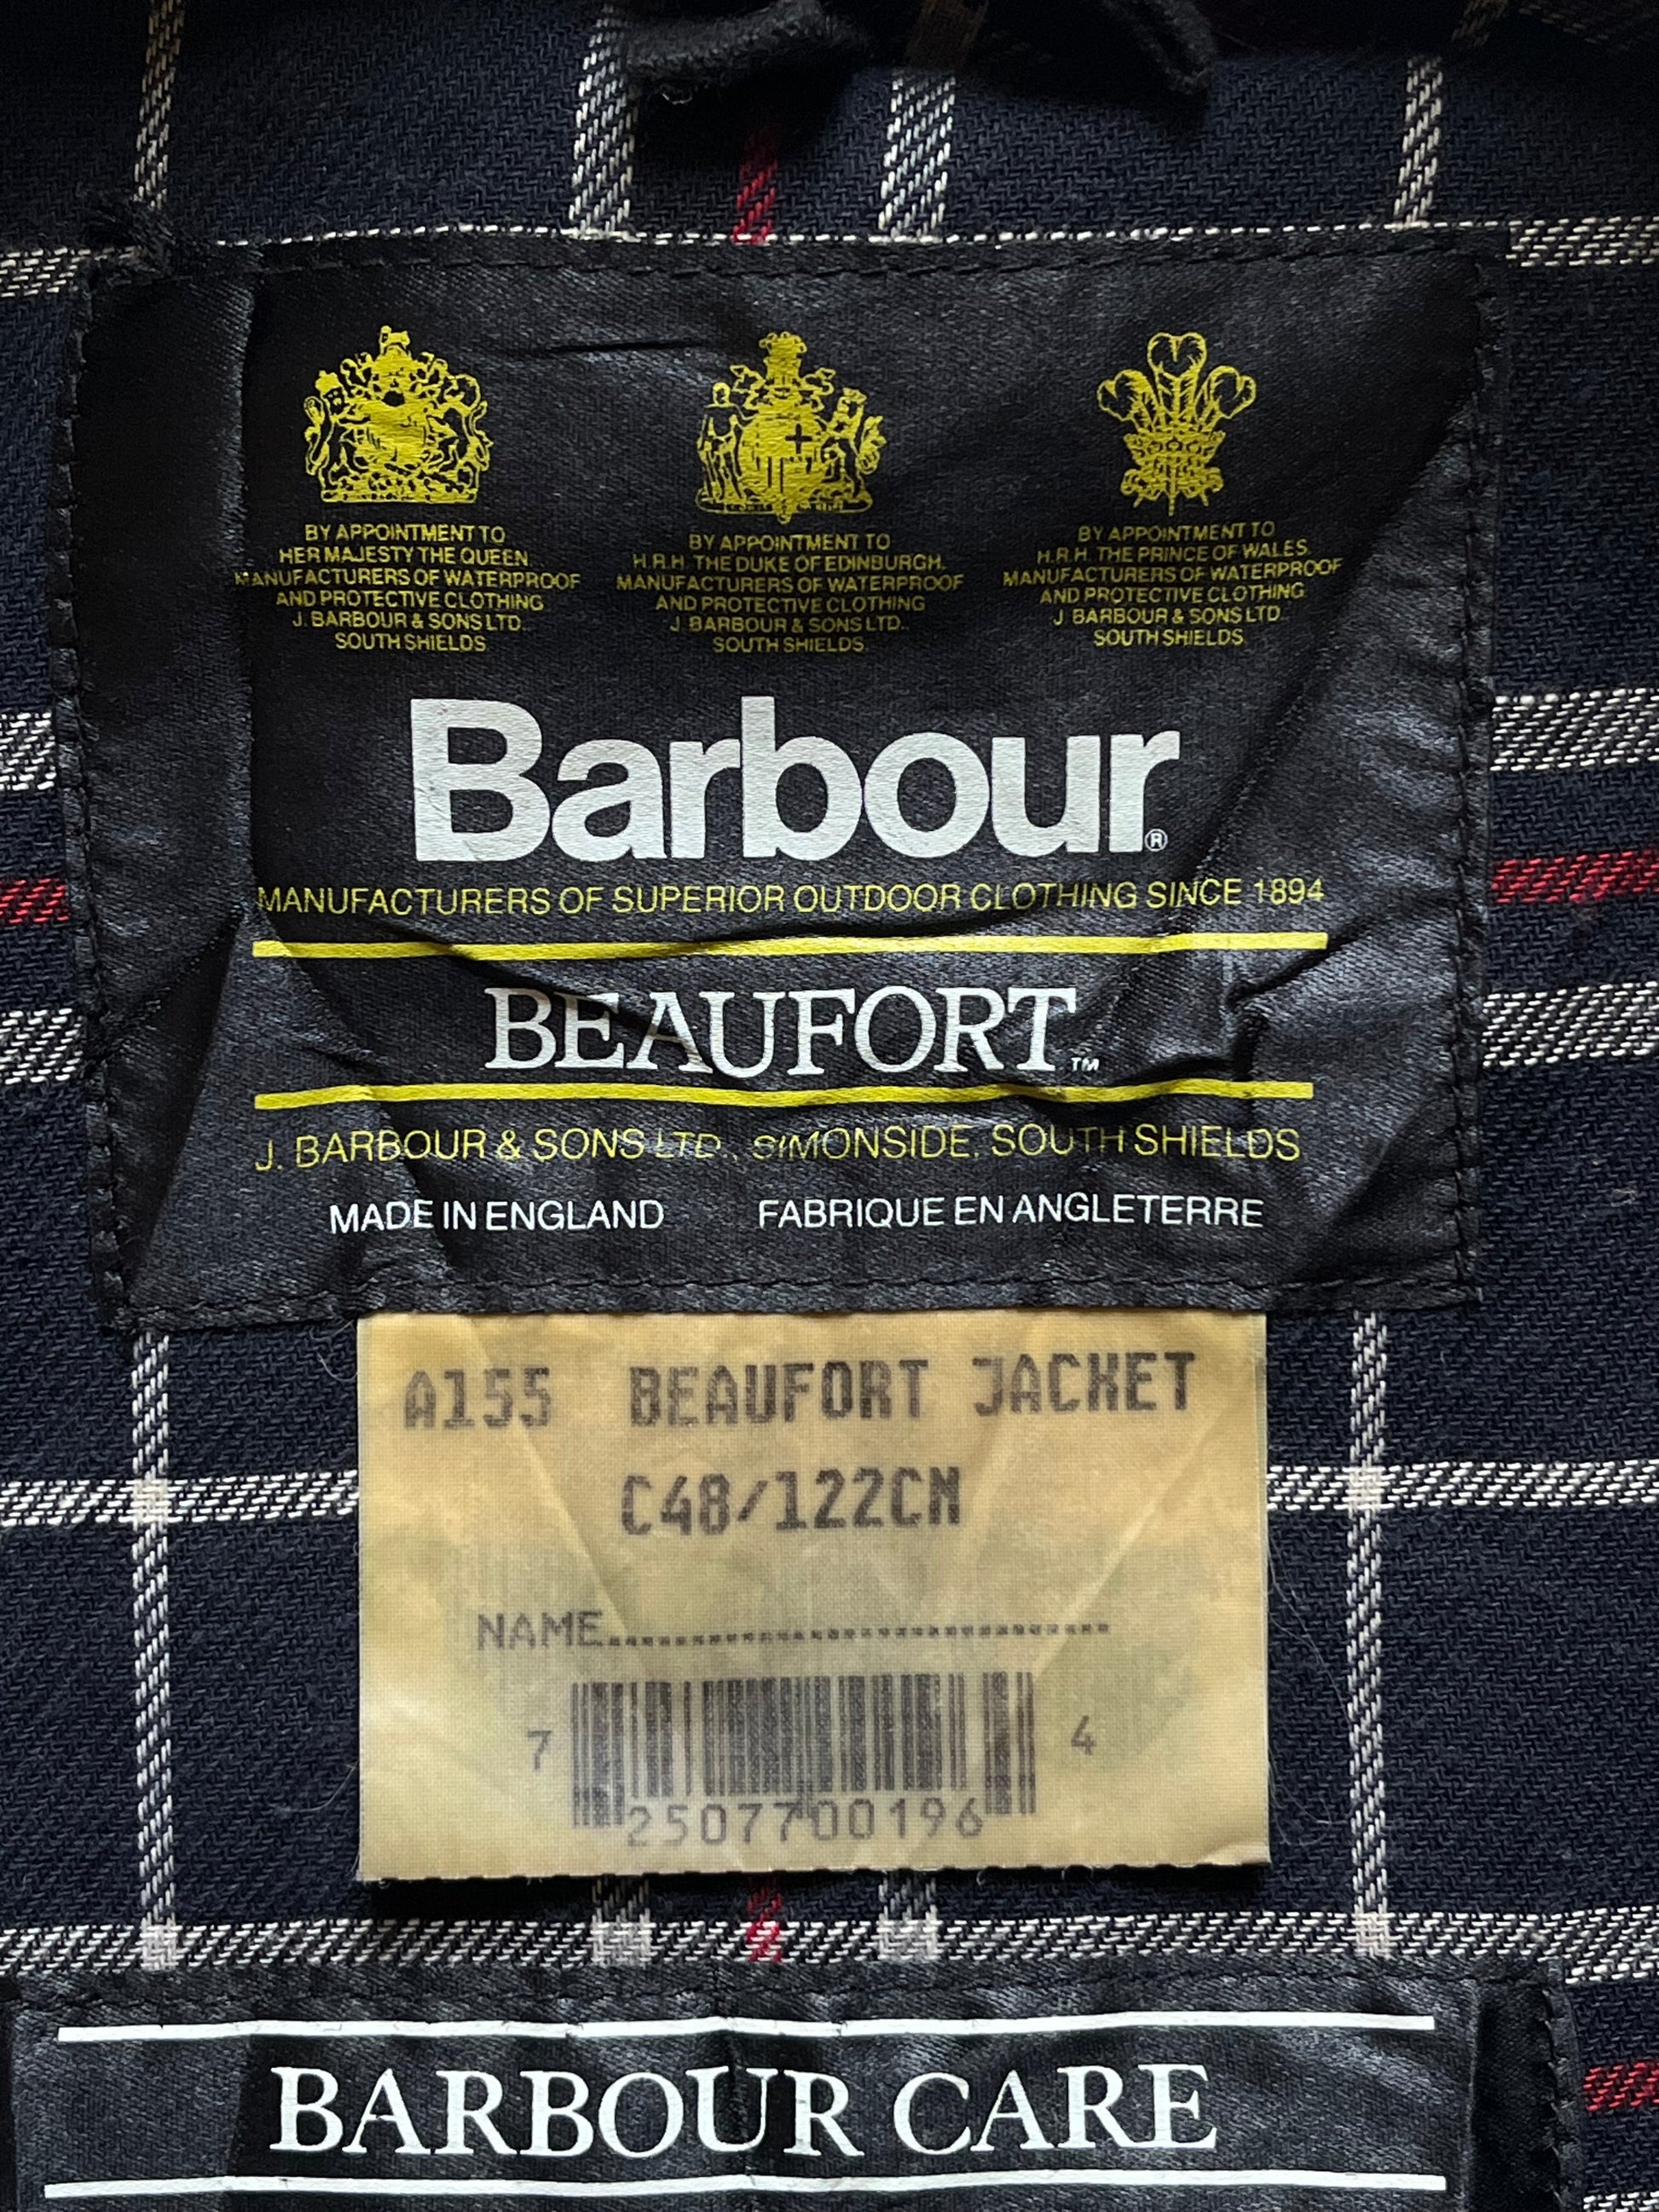 BY APPOINTMENT TO
HER MAJESTY THE QUEEN
MANUFACTURERS OF WATERPROOF
AND PROTECTIVE CLOTHING
J. BARBOUR & SONS LTD.
SOUTH SHIELDS
BY APPOINTMENT TO
H.R.H. THE DUKE OF EDINBURGH.
MANUFACTURERS OF WATERPROOF
AND PROTECTIVE CLOTHING
J. BARBOUR & SONS LTD.
SOUTH SHIELDS.
BY APPOINTMENT TO
H.R.H. THE PRINCE OF WALES
MANUFACTURERS OF WATERPROOF
AND PROTECTIVE CLOTHING
J. BARBOUR & SONS LTD
SOUTH SHIELDS.
Barbour®
MANUFACTURERS OF SUPERIOR OUTDOOR CLOTHING SINCE 1894
BEAUFORT™
J. BARBOUR & SONS LTD., SIMONSIDE, SOUTH SHIELDS
MADE IN ENGLAND FABRIQUE EN ANGLETERRE
A155 BEAUFORT JACKET
C48/122CM
NAME....................................
7 25077 00196 4
BARBOUR CARE